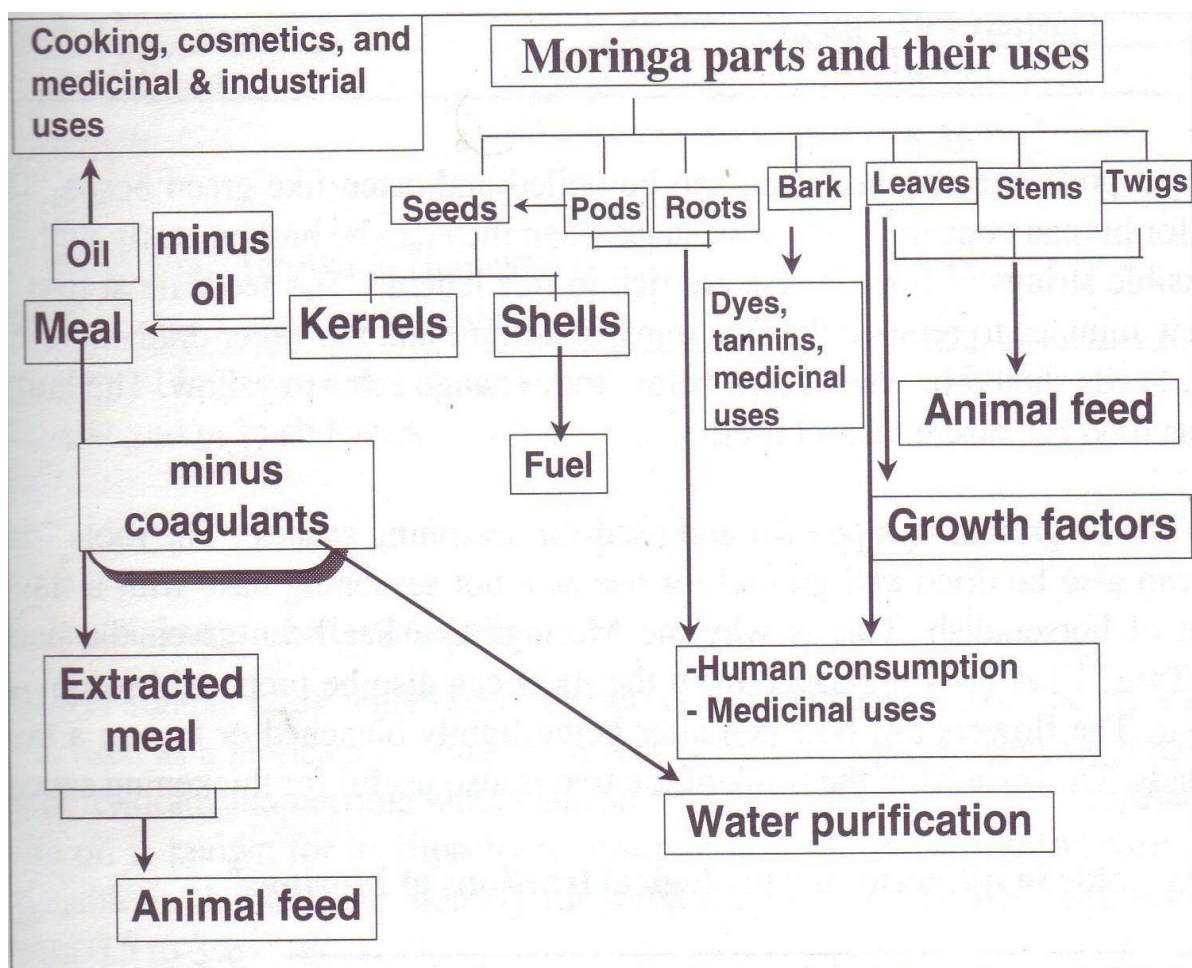 Cooking, cosmetics, and
medicinal & industrial
uses
Moringa parts and their uses
Seeds
Pods
Roots
Bark
Leaves
Stems
Twigs
Oil
minus
oil
Meal
Kernels
Shells
Dyes,
tannins,
medicinal
uses
Animal feed
Fuel
minus
coagulants
Growth factors
-Human consumption
- Medicinal uses
Extracted
meal
Water purification
Animal feed